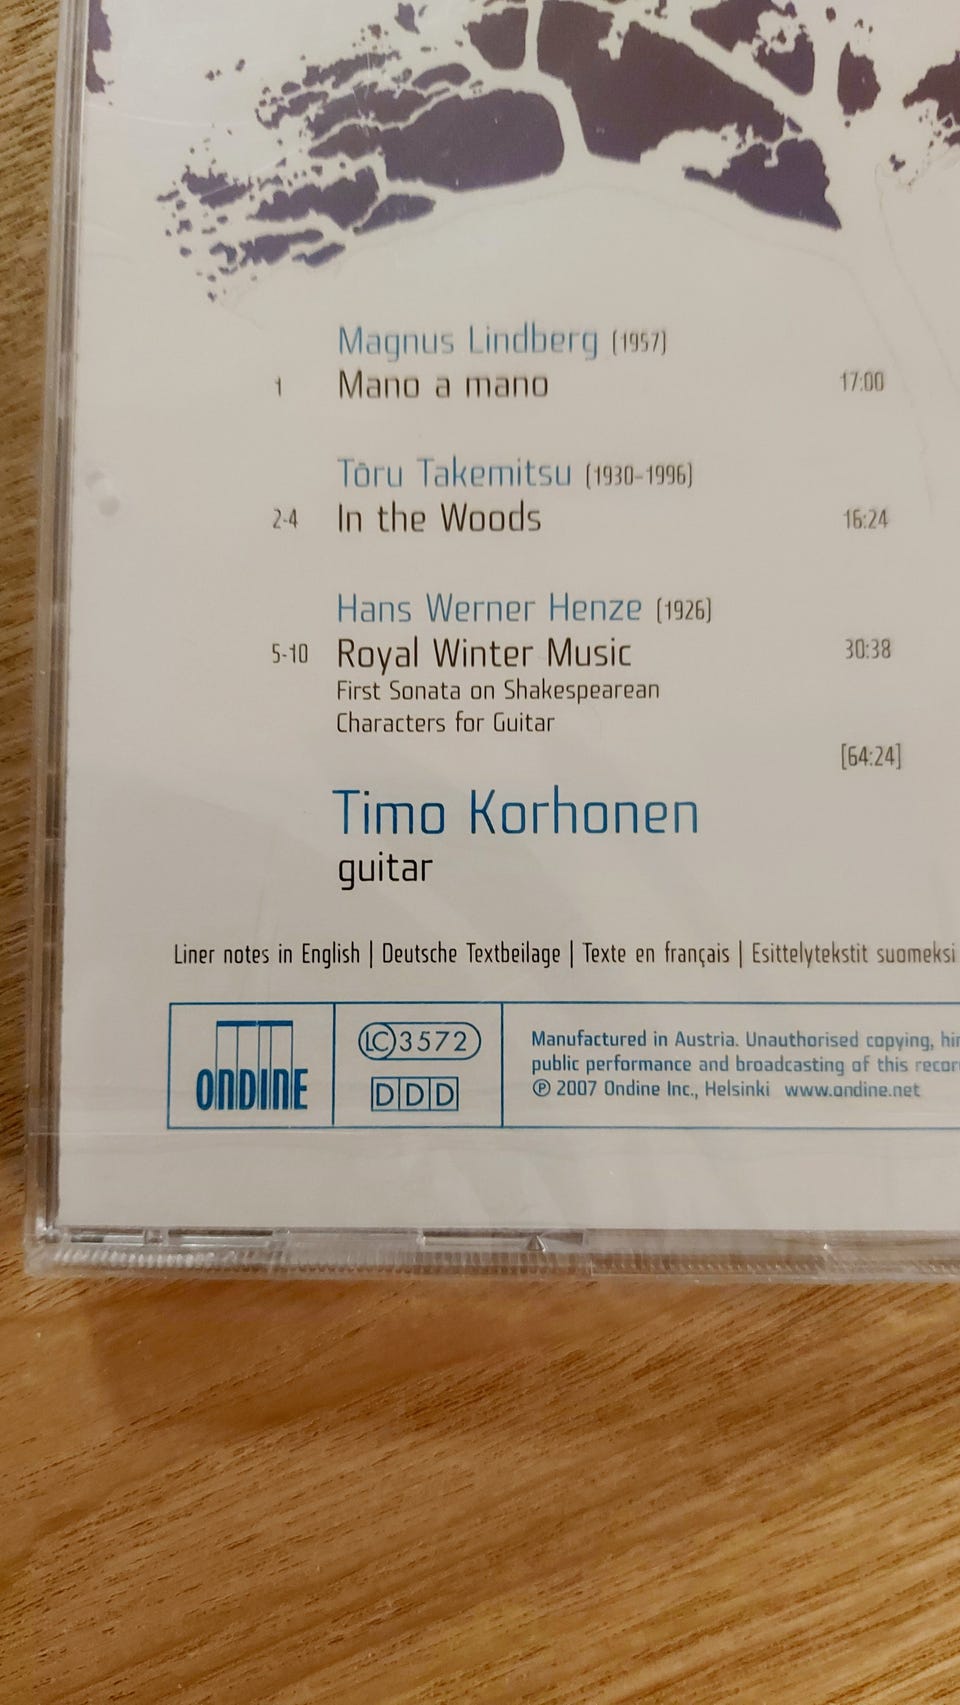 Magnus Lindberg (1957)
1 Mano a mano 17:00
Tōru Takemitsu (1930-1996)
2-4 In the Woods 16:24
Hans Werner Henze (1926)
5-10 Royal Winter Music 30:38
First Sonata on Shakespearean
Characters for Guitar
[64:24]
Timo Korhonen
guitar
Liner notes in English | Deutsche Textbeilage | Texte en français | Esittelytekstit suomeksi
ONDINE
LC 3572
DDD
Manufactured in Austria. Unauthorised copying,
public performance and broadcasting of this
℗ 2007 Ondine Inc., Helsinki www.ondine.net